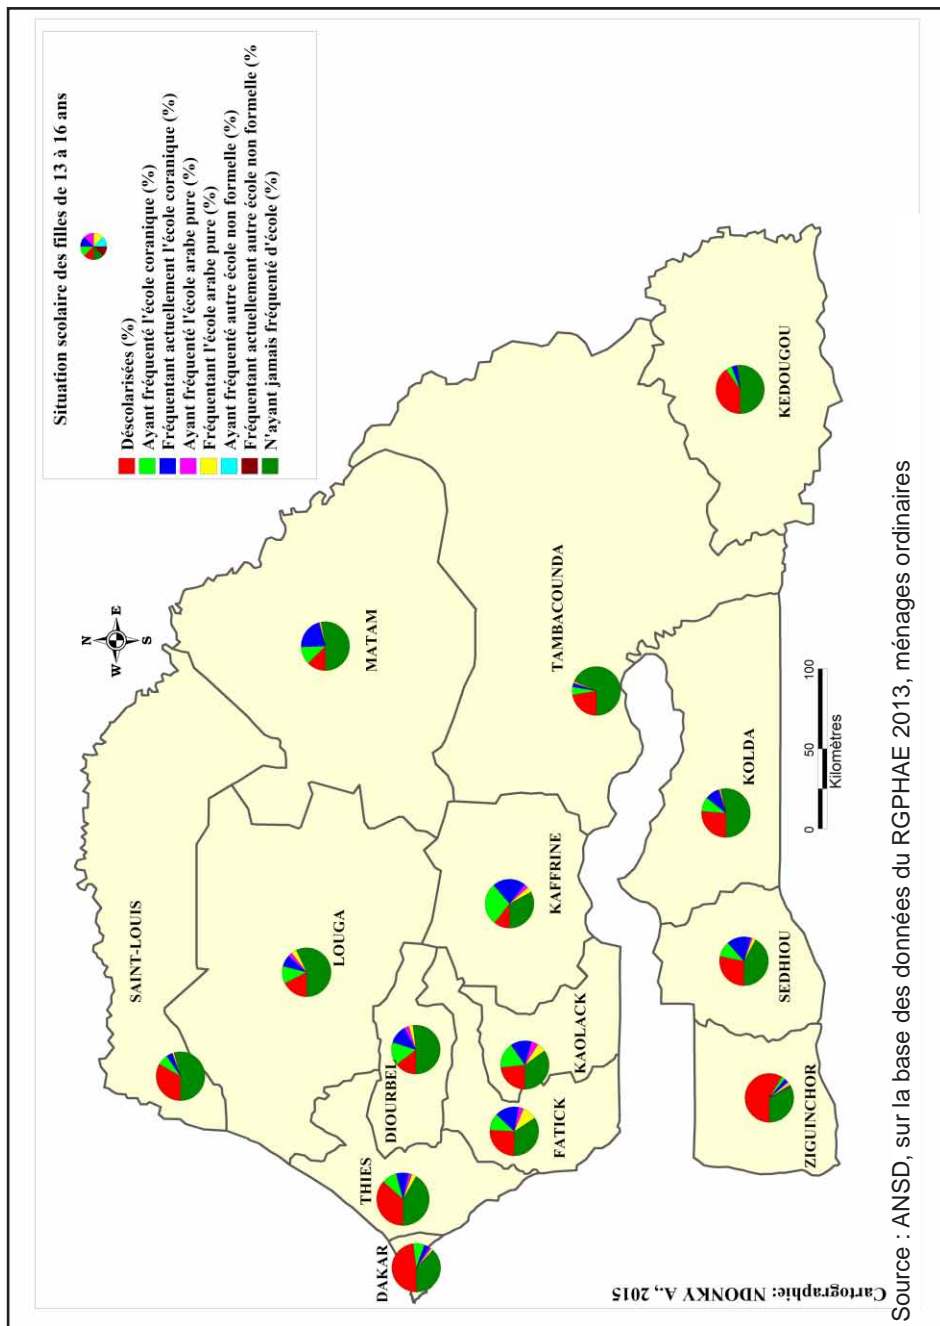 Situation scolaire des filles de 13 à 16 ans
Déscolarisées (%)
Ayant fréquenté l'école coranique (%)
Fréquentant actuellement l'école coranique (%)
Ayant fréquenté l'école arabe pure (%)
Fréquentant l'école arabe pure (%)
Ayant fréquenté autre école non formelle (%)
Fréquentant actuellement autre école non formelle (%
N'ayant jamais fréquenté d'école (%)
N
W E
S
SAINT-LOUIS
MATAM
LOUGA
DIOURBEL
THIES
DAKAR
KAFFRINE
TAMBACOUNDA
KAOLACK
FATICK
KEDOUGOU
KOLDA
SEDHIOU
ZIGUINCHOR
0 50 100
Kilomètres
Cartographie: NDONKY A., 2015
Source : ANSD, sur la base des données du RGPHAE 2013, ménages ordinaires